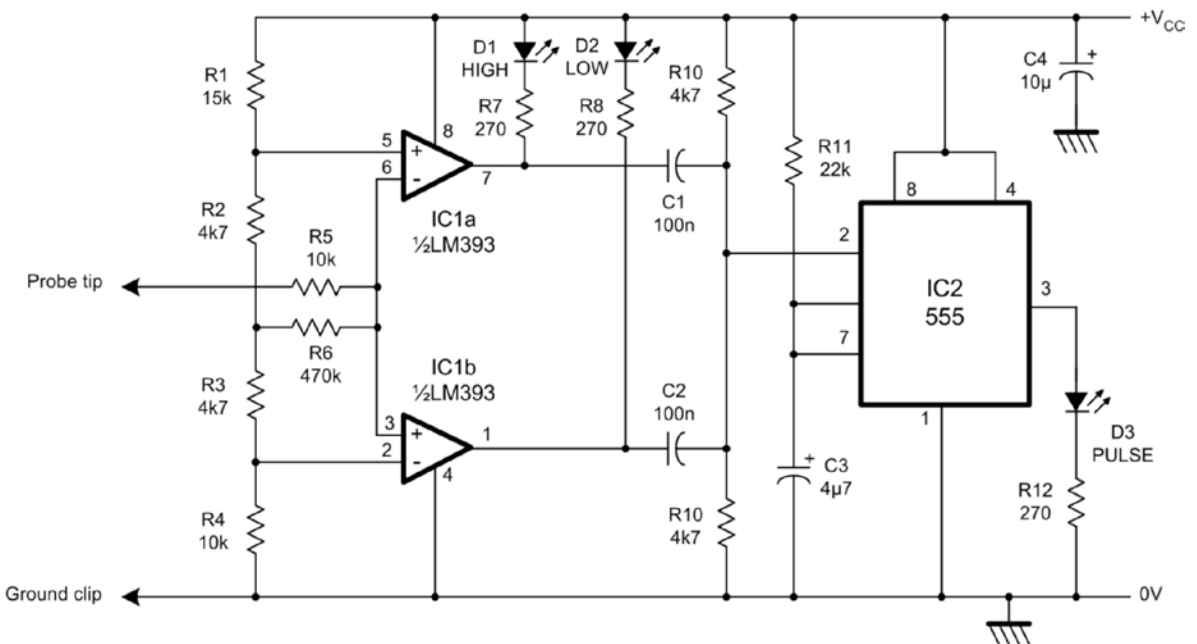 +VCC
D1
HIGH
D2
LOW
C4
10µ
+
R1
15k
R7
270
R8
270
R10
4k7
R11
22k
5
+
8
6
-
7
IC1a
½LM393
C1
100n
8
4
R2
4k7
R5
10k
2
Probe tip
IC2
555
3
R6
470k
7
R3
4k7
IC1b
½LM393
C2
100n
3
+
1
2
-
4
1
D3
PULSE
+
C3
4µ7
R4
10k
R10
4k7
R12
270
Ground clip
0V